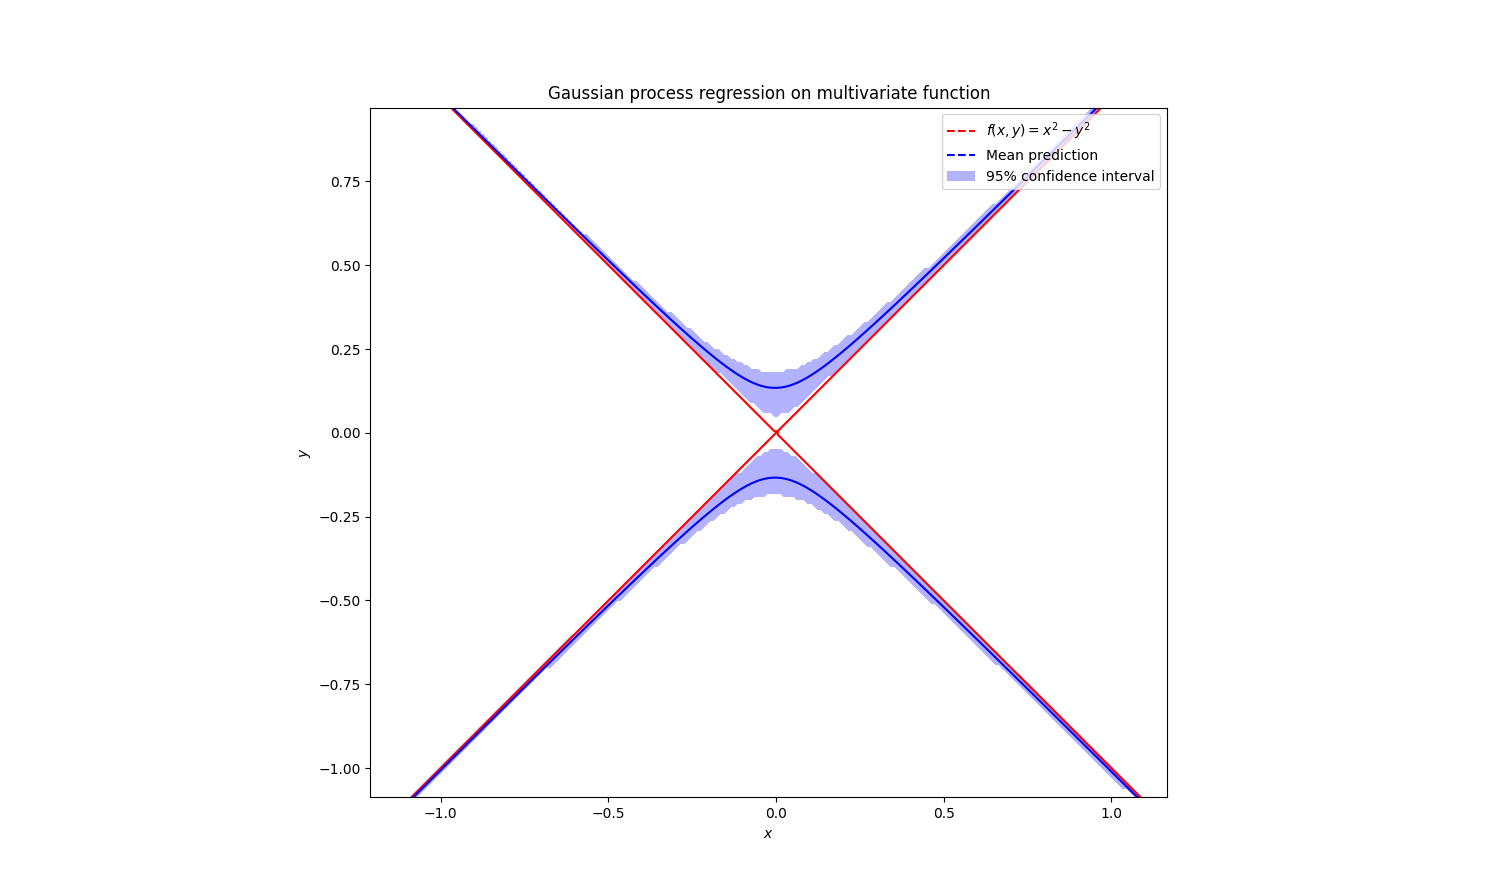 Gaussian process regression on multivariate function
f(x, y) = x² − y²
Mean prediction
95% confidence interval
0.75
0.50
0.25
0.00
−0.25
−0.50
−0.75
−1.00
y
−1.0 −0.5 0.0 0.5 1.0
x